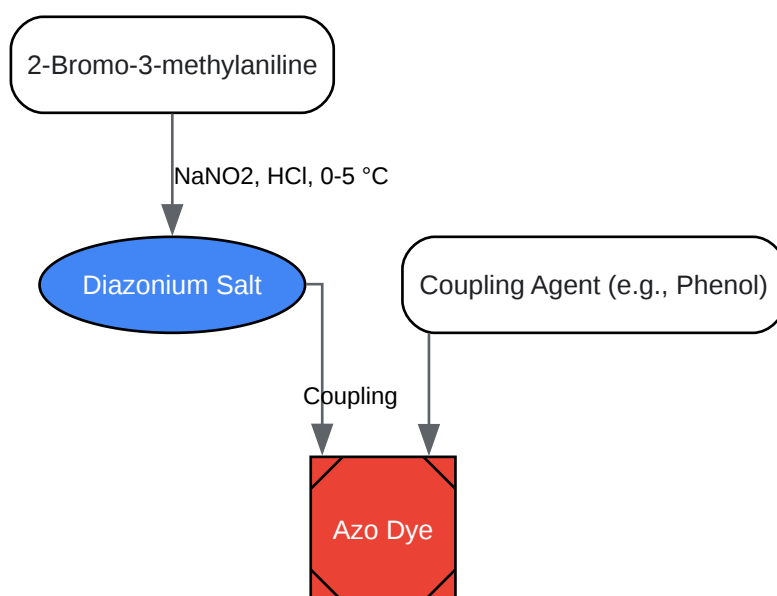 2-Bromo-3-methylaniline
NaNO2, HCl, 0-5 °C
Diazonium Salt
Coupling Agent (e.g., Phenol)
Coupling
Azo Dye